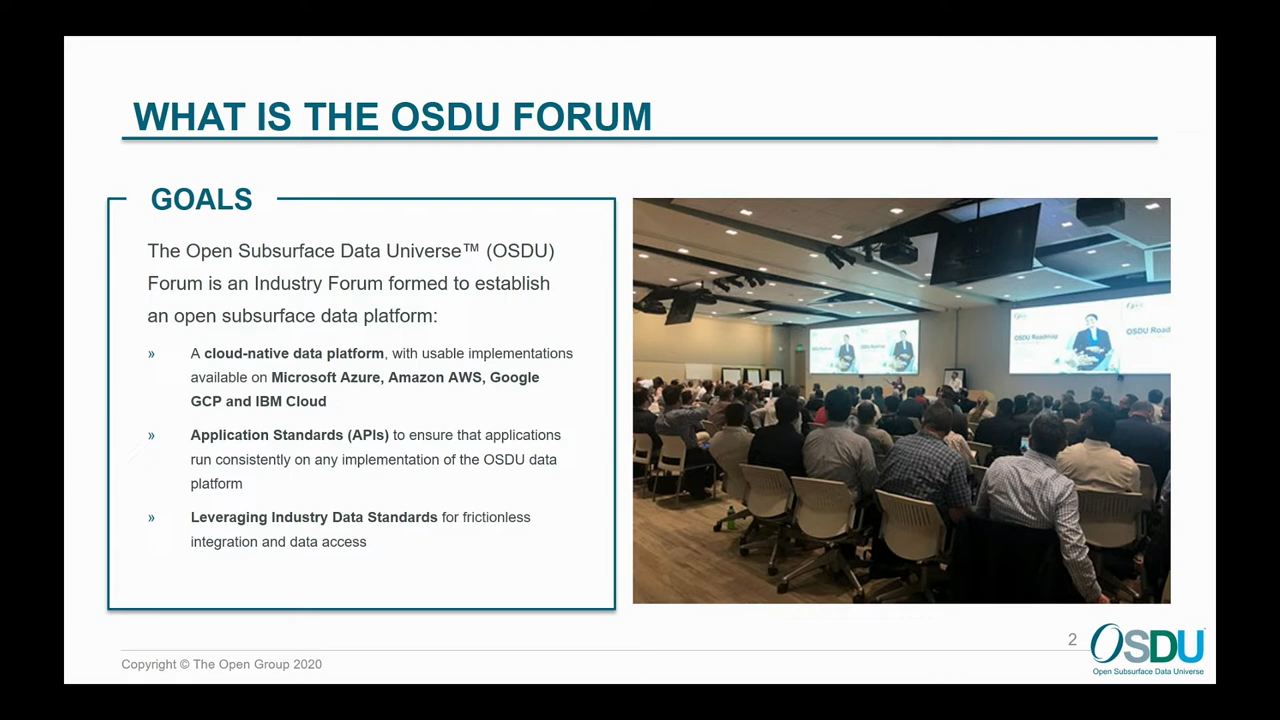 WHAT IS THE OSDU FORUM
GOALS
The Open Subsurface Data Universe™ (OSDU)
Forum is an Industry Forum formed to establish
an open subsurface data platform:
» A cloud-native data platform, with usable implementations
available on Microsoft Azure, Amazon AWS, Google
GCP and IBM Cloud
» Application Standards (APIs) to ensure that applications
run consistently on any implementation of the OSDU data
platform
» Leveraging Industry Data Standards for frictionless
integration and data access
OSDU Roadmap
OSDU Road
2
Copyright © The Open Group 2020
OSDU
Open Subsurface Data Universe